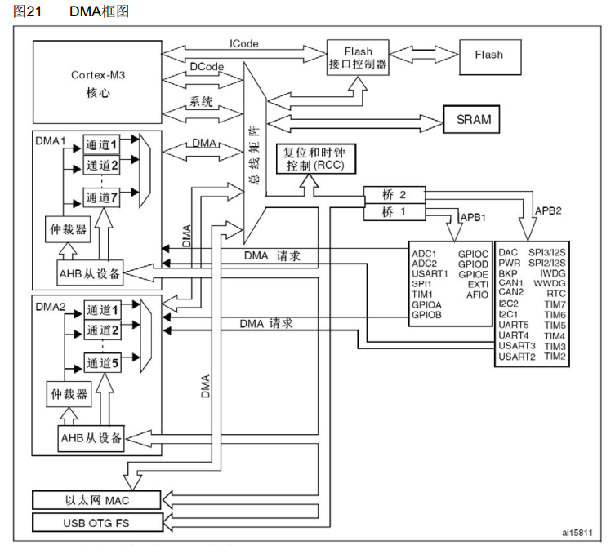 图21 DMA框图
Cortex-M3
核心
ICode
DCode
系统
DMA
Flash
接口控制器
Flash
SRAM
总线矩阵
复位和时钟
控制(RCC)
桥 2
桥 1
APB1
APB2
DMA1
通道1
通道2
通道7
仲裁器
AHB从设备
DMA
DMA 请求
DMA 请求
ADC1 GPIOC
ADC2 GPIOD
USART1 GPIOE
SPI1 EXTI
TIM1 AFIO
GPIOA
GPIOB
DAC SPI3/I2S
PWR SPI2/I2S
BKP IWDG
CAN1 WWDG
CAN2 RTC
I2C2 TIM7
I2C1 TIM6
UART5 TIM5
UART4 TIM4
USART3 TIM3
USART2 TIM2
DMA2
通道1
通道2
通道5
仲裁器
AHB从设备
DMA
以太网 MAC
USB OTG FS
ai15811